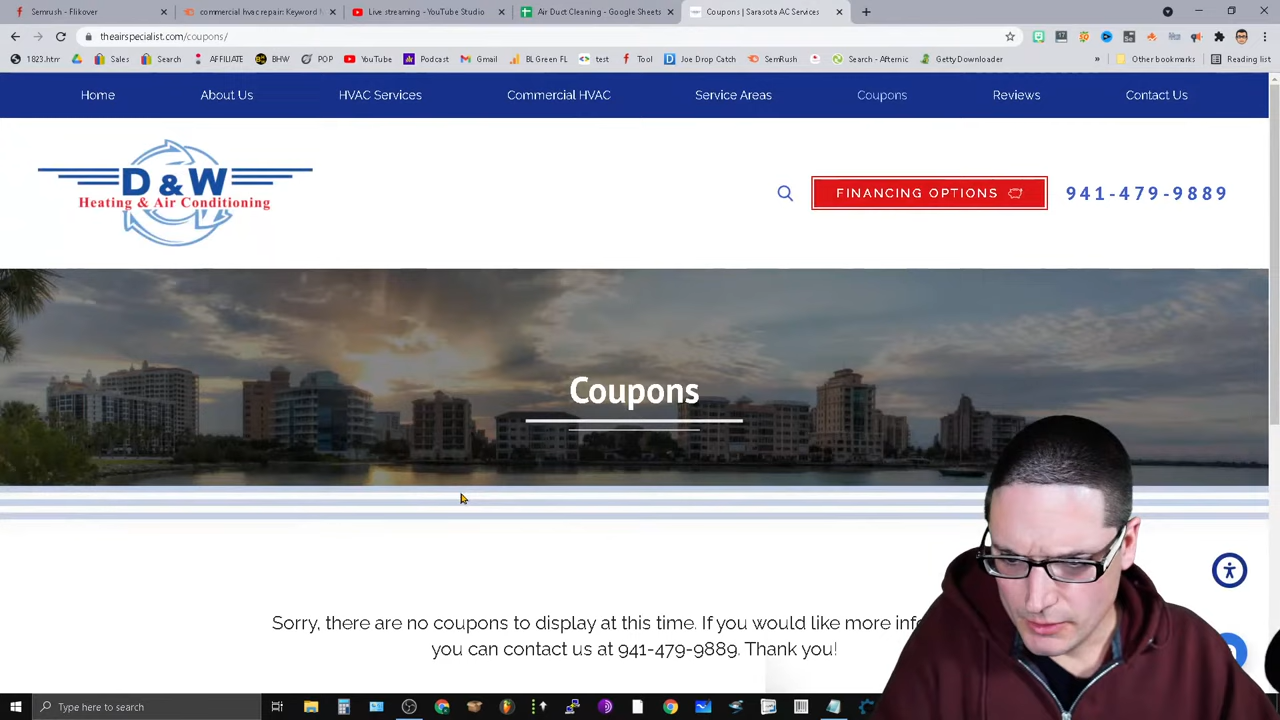 Semrush - Flikover
commercial hvac repair: Keyword
Live streaming - YouTube Studio
Air Duct Cleaning - Google Sheets
Coupons | Sarasota AC Services
theairspecialist.com/coupons/
1823.htm
Sales
Search
AFFILIATE
BHW
POP
YouTube
Podcast
Gmail
BL Green FL
test
Tool
Joe Drop Catch
SemRush
Search - Afternic
GettyDownloader
»
Other bookmarks
Reading list
Home
About Us
HVAC Services
Commercial HVAC
Service Areas
Coupons
Reviews
Contact Us
D & W
Heating & Air Conditioning
FINANCING OPTIONS
941-479-9889
Coupons
Sorry, there are no coupons to display at this time. If you would like more
you can contact us at 941-479-9889. Thank you!
Type here to search